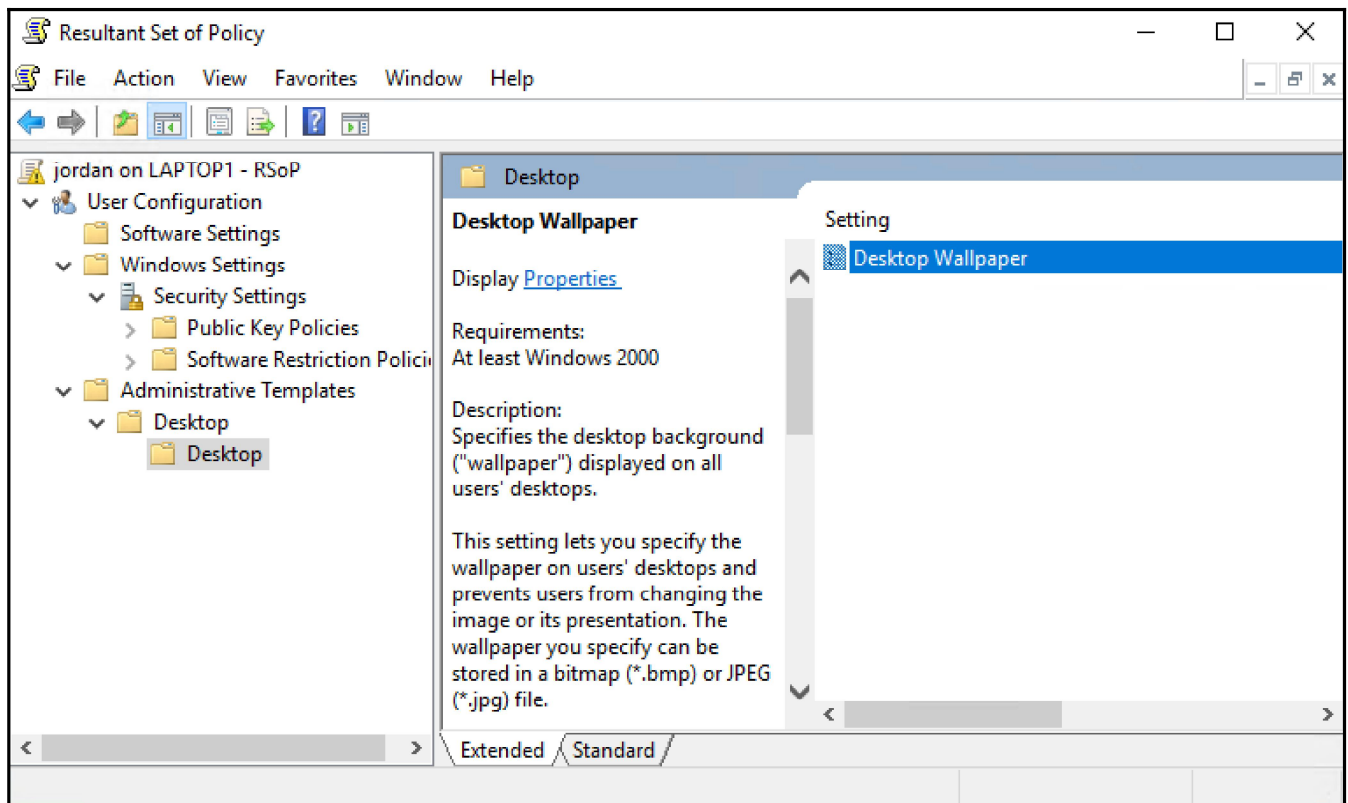 Resultant Set of Policy
File Action View Favorites Window Help
jordan on LAPTOP1 - RSoP
User Configuration
Software Settings
Windows Settings
Security Settings
Public Key Policies
Software Restriction Polici
Administrative Templates
Desktop
Desktop
Desktop
Desktop Wallpaper
Display Properties
Requirements:
At least Windows 2000
Description:
Specifies the desktop background
("wallpaper") displayed on all
users' desktops.
This setting lets you specify the
wallpaper on users' desktops and
prevents users from changing the
image or its presentation. The
wallpaper you specify can be
stored in a bitmap (*.bmp) or JPEG
(*.jpg) file.
Setting
Desktop Wallpaper
Extended Standard